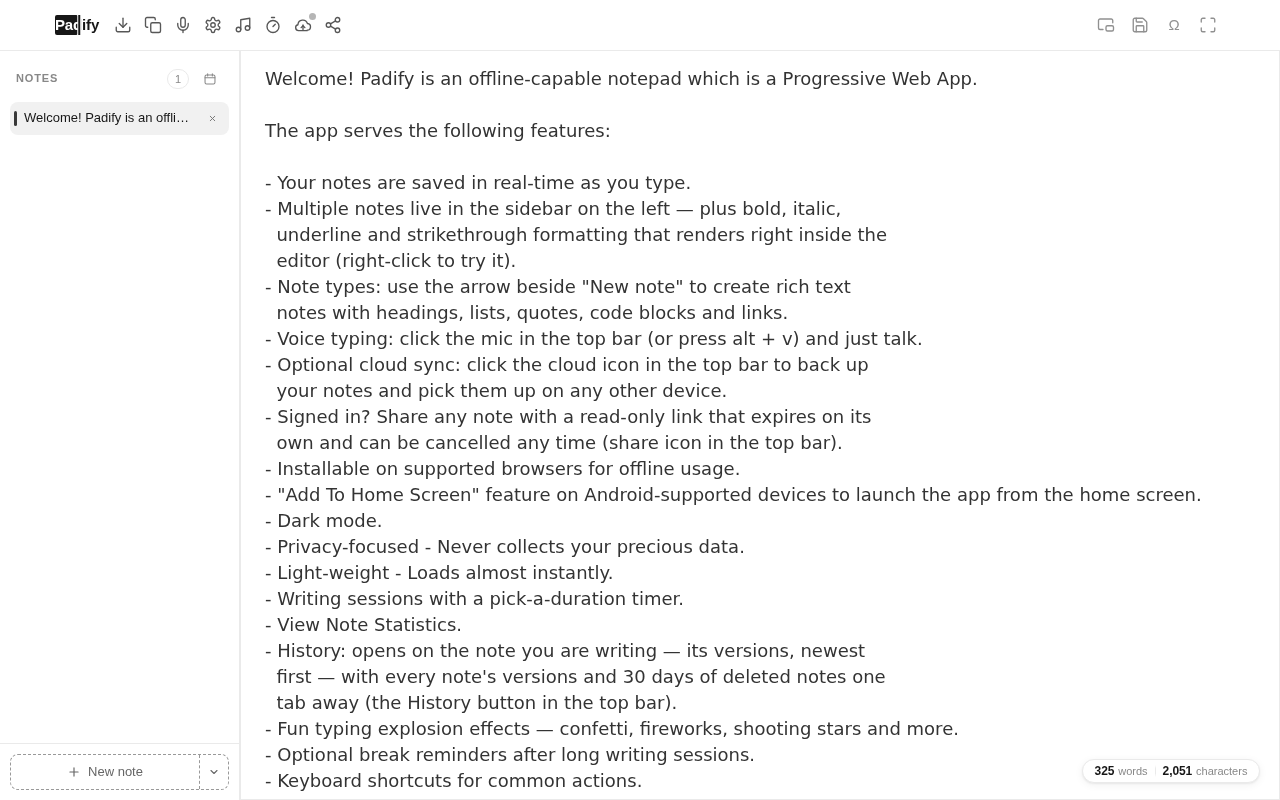 Padify
NOTES
1
Welcome! Padify is an offli...
New note
Welcome! Padify is an offline-capable notepad which is a Progressive Web App.
The app serves the following features:
- Your notes are saved in real-time as you type.
- Multiple notes live in the sidebar on the left — plus bold, italic,
underline and strikethrough formatting that renders right inside the
editor (right-click to try it).
- Note types: use the arrow beside "New note" to create rich text
notes with headings, lists, quotes, code blocks and links.
- Voice typing: click the mic in the top bar (or press alt + v) and just talk.
- Optional cloud sync: click the cloud icon in the top bar to back up
your notes and pick them up on any other device.
- Signed in? Share any note with a read-only link that expires on its
own and can be cancelled any time (share icon in the top bar).
- Installable on supported browsers for offline usage.
- "Add To Home Screen" feature on Android-supported devices to launch the app from the home screen.
- Dark mode.
- Privacy-focused - Never collects your precious data.
- Light-weight - Loads almost instantly.
- Writing sessions with a pick-a-duration timer.
- View Note Statistics.
- History: opens on the note you are writing — its versions, newest
first — with every note's versions and 30 days of deleted notes one
tab away (the History button in the top bar).
- Fun typing explosion effects — confetti, fireworks, shooting stars and more.
- Optional break reminders after long writing sessions.
- Keyboard shortcuts for common actions.
325 words 2,051 characters